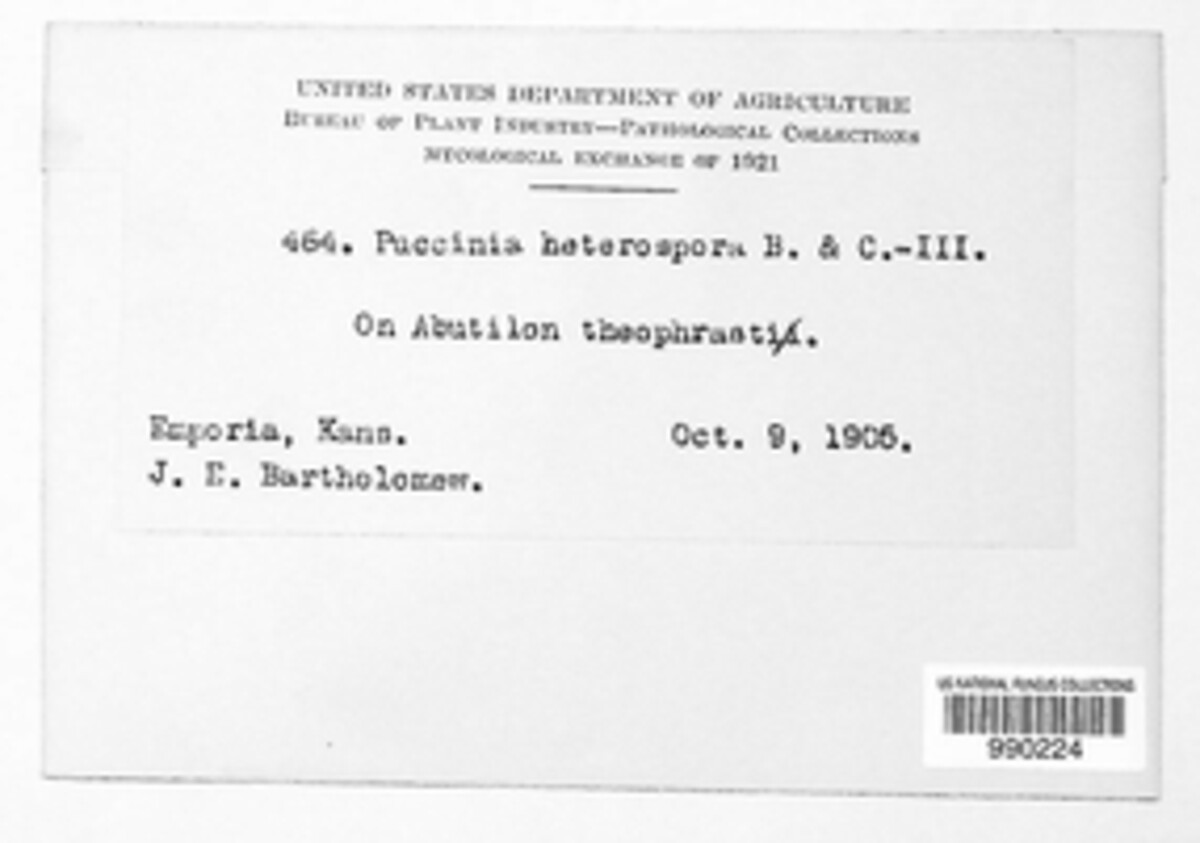 UNITED STATES DEPARTMENT OF AGRICULTURE
BUREAU OF PLANT INDUSTRY—PATHOLOGICAL COLLECTIONS
MYCOLOGICAL EXCHANGE OF 1921
464. Puccinia heterospora B. & C.-III.
On Abutilon theophrasti.
Emporia, Kans.
Oct. 9, 1905.
J. E. Bartholomew.
US NATIONAL FUNGUS COLLECTIONS
990224